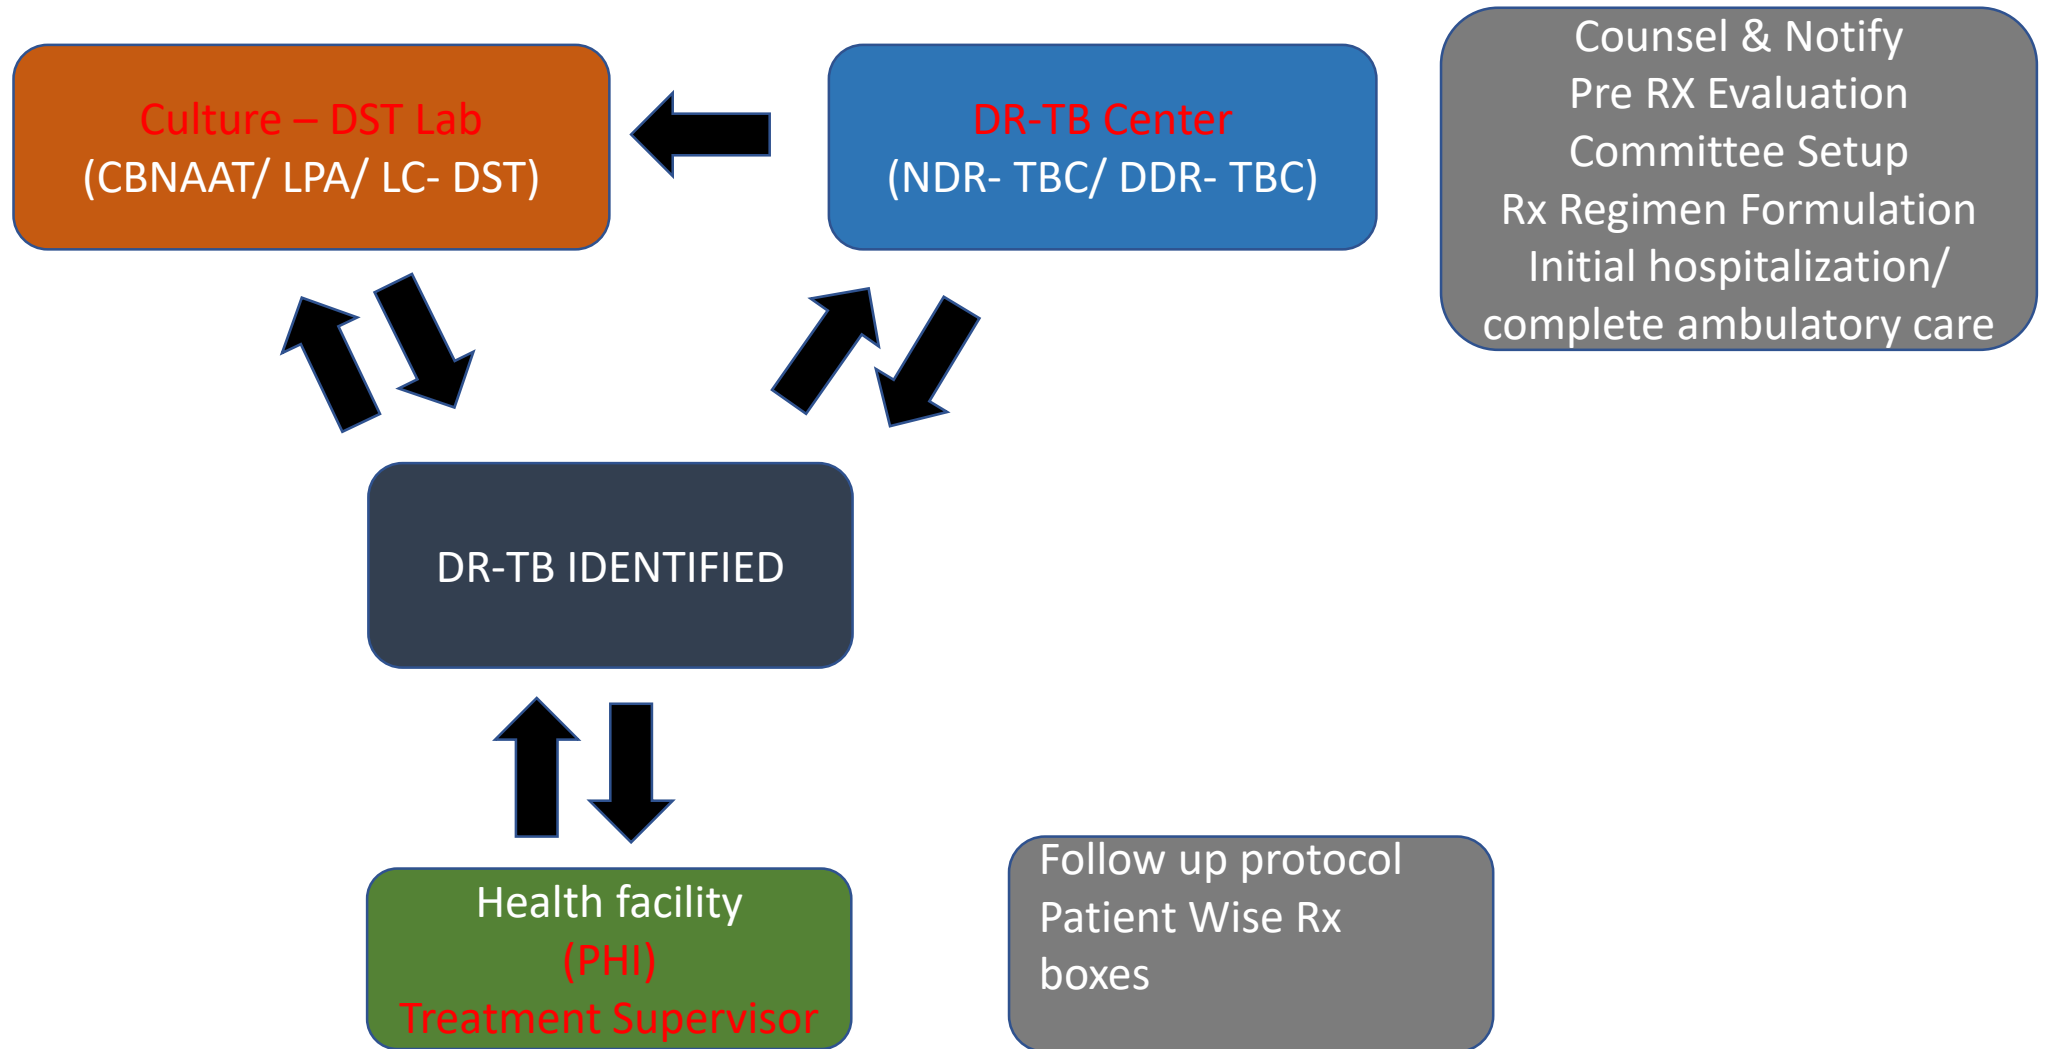 Culture – DST Lab
(CBNAAT/ LPA/ LC- DST)
DR-TB Center
(NDR- TBC/ DDR- TBC)
Counsel & Notify
Pre RX Evaluation
Committee Setup
Rx Regimen Formulation
Initial hospitalization/
complete ambulatory care
DR-TB IDENTIFIED
Health facility
(PHI)
Treatment Supervisor
Follow up protocol
Patient Wise Rx
boxes